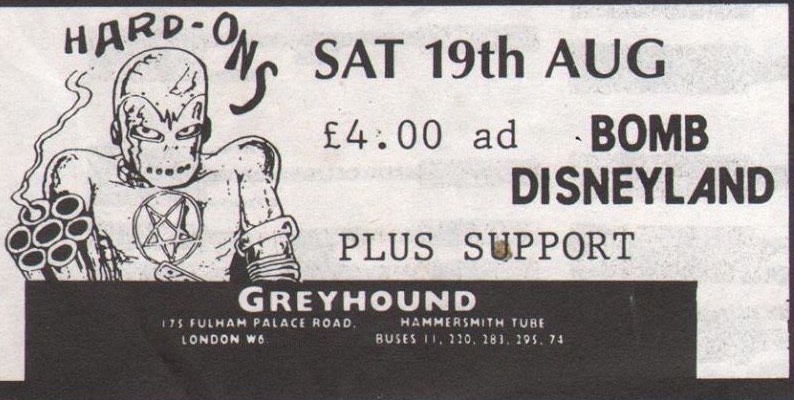 HARD-ONS
SAT 19th AUG
£4.00 ad
BOMB
DISNEYLAND
PLUS SUPPORT
GREYHOUND
175 FULHAM PALACE ROAD,
LONDON W6.
HAMMERSMITH TUBE
BUSES 11, 220, 283, 295, 74